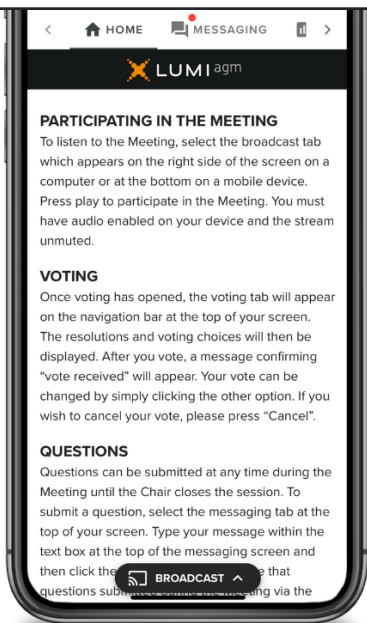 HOME MESSAGING
LUMI agm
PARTICIPATING IN THE MEETING
To listen to the Meeting, select the broadcast tab
which appears on the right side of the screen on a
computer or at the bottom on a mobile device.
Press play to participate in the Meeting. You must
have audio enabled on your device and the stream
unmuted.
VOTING
Once voting has opened, the voting tab will appear
on the navigation bar at the top of your screen.
The resolutions and voting choices will then be
displayed. After you vote, a message confirming
“vote received” will appear. Your vote can be
changed by simply clicking the other option. If you
wish to cancel your vote, please press “Cancel”.
QUESTIONS
Questions can be submitted at any time during the
Meeting until the Chair closes the session. To
submit a question, select the messaging tab at the
top of your screen. Type your message within the
text box at the top of the messaging screen and
then click the that
BROADCAST
questions submitted during the Meeting via the